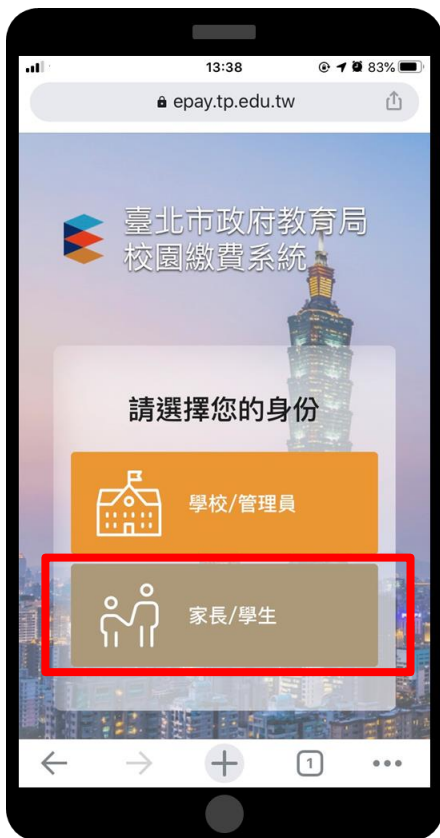 13:38
83%
epay.tp.edu.tw
臺北市政府教育局
校園繳費系統
請選擇您的身份
學校/管理員
家長/學生
1